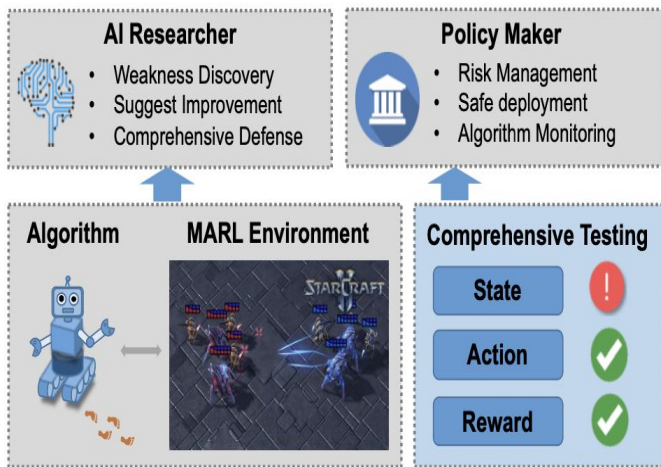 AI Researcher
• Weakness Discovery
• Suggest Improvement
• Comprehensive Defense
Policy Maker
• Risk Management
• Safe deployment
• Algorithm Monitoring
Algorithm
MARL Environment
STARCRAFT
II
Comprehensive Testing
State
!
Action
Reward